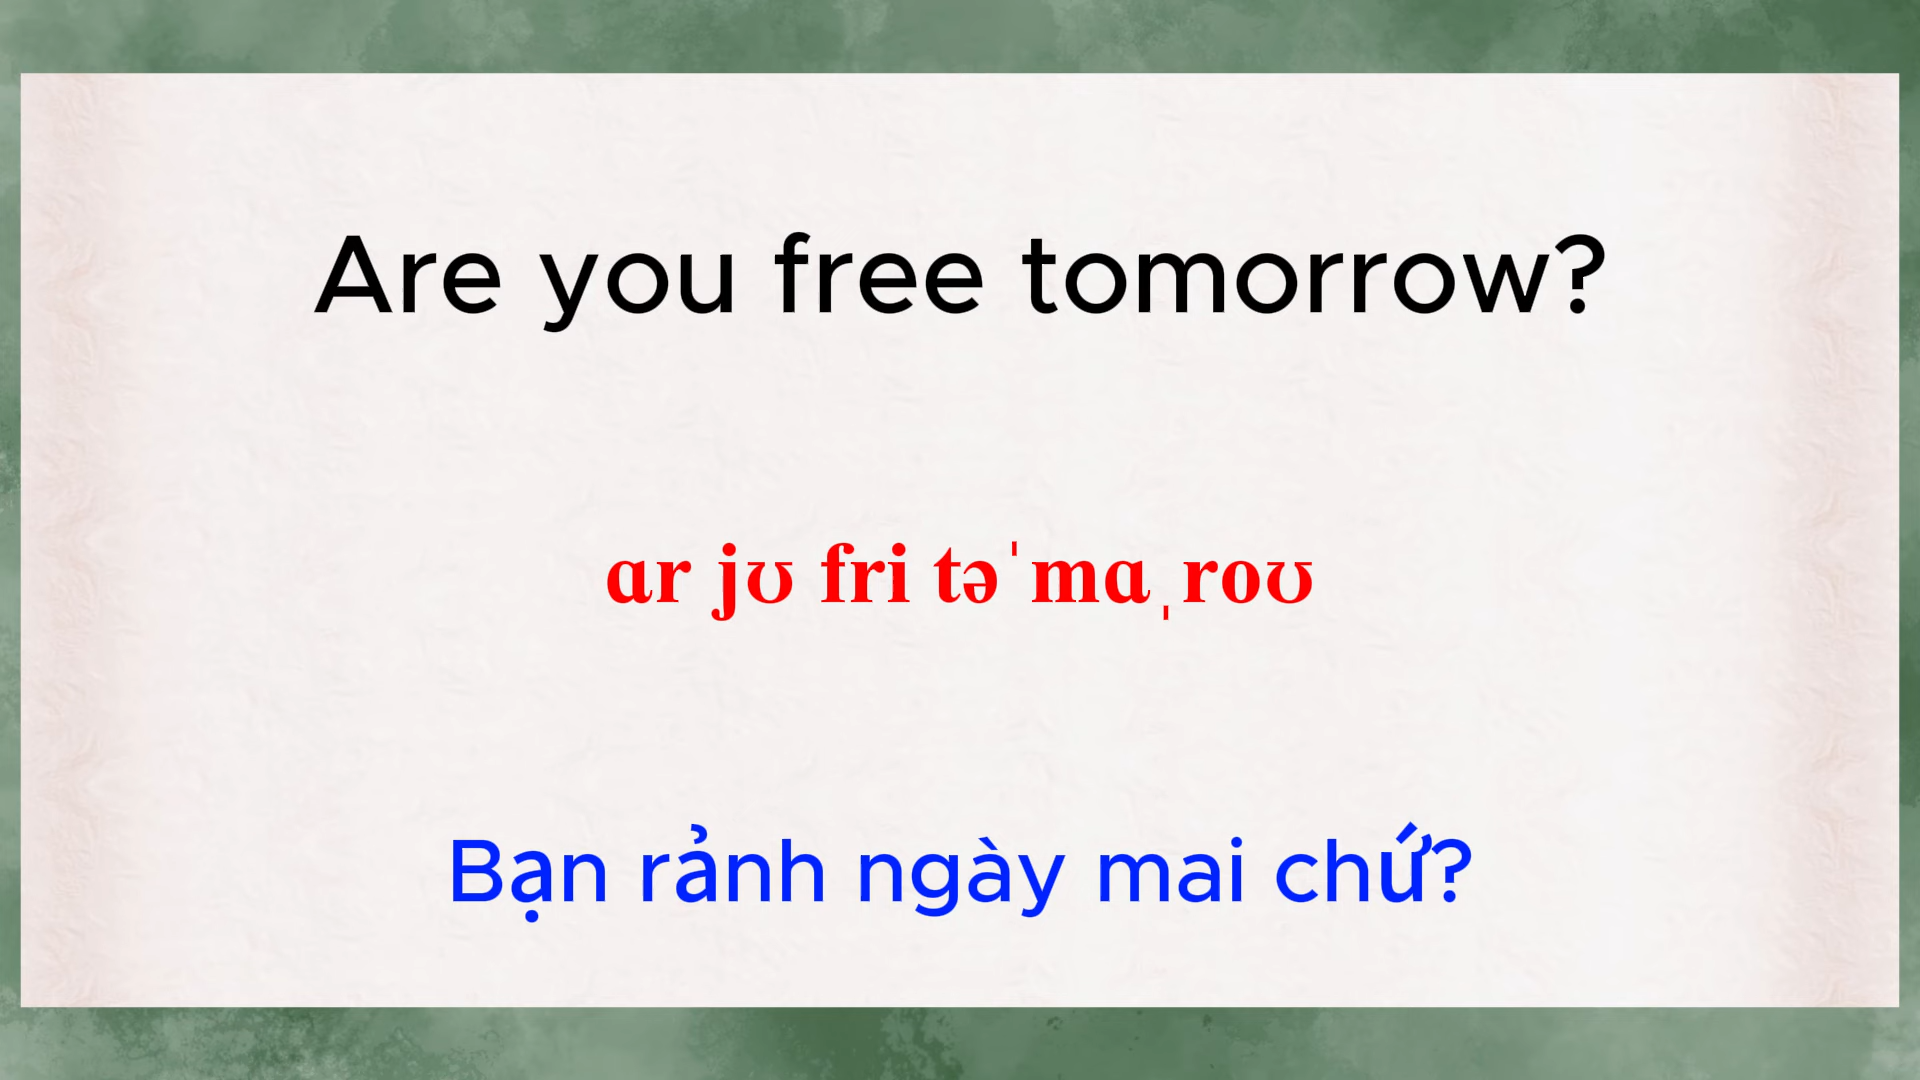 Are you free tomorrow?
ɑr jʊ fri təˈmɑˌroʊ
Bạn rảnh ngày mai chứ?